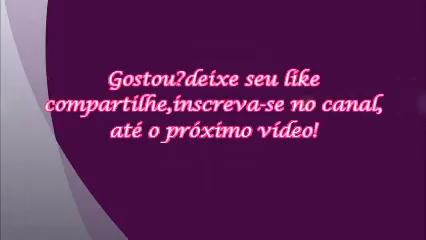 Gostou?deixe seu like
compartilhe,inscreva-se no canal,
até o próximo vídeo!